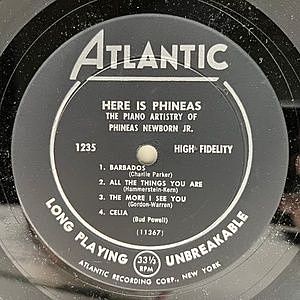 ATLANTIC
HERE IS PHINEAS
THE PIANO ARTISTRY OF
PHINEAS NEWBORN JR.
1235 HIGH FIDELITY
1. BARBADOS
(Charlie Parker)
2. ALL THE THINGS YOU ARE
(Hammerstein-Kern)
3. THE MORE I SEE YOU
(Gordon-Warren)
4. CELIA
(Bud Powell)
(11367)
LONG PLAYING 33⅓ RPM UNBREAKABLE
ATLANTIC RECORDING CORP., NEW YORK